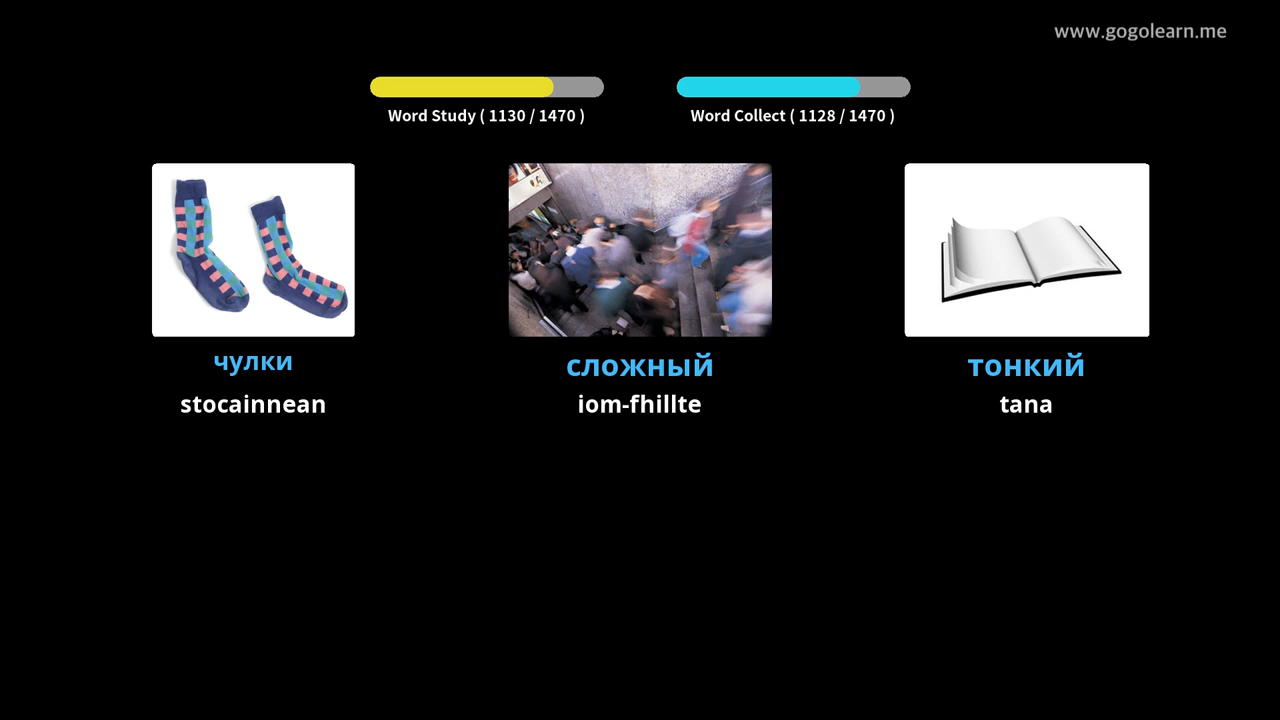 www.gogolearn.me
Word Study ( 1130 / 1470 )
Word Collect ( 1128 / 1470 )
чулки
сложный
тонкий
stocainnean
iom-fhillte
tana